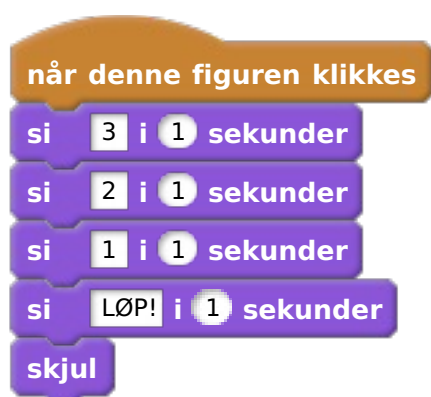 når denne figuren klikkes
si 3 i 1 sekunder
si 2 i 1 sekunder
si 1 i 1 sekunder
si LØP! i 1 sekunder
skjul